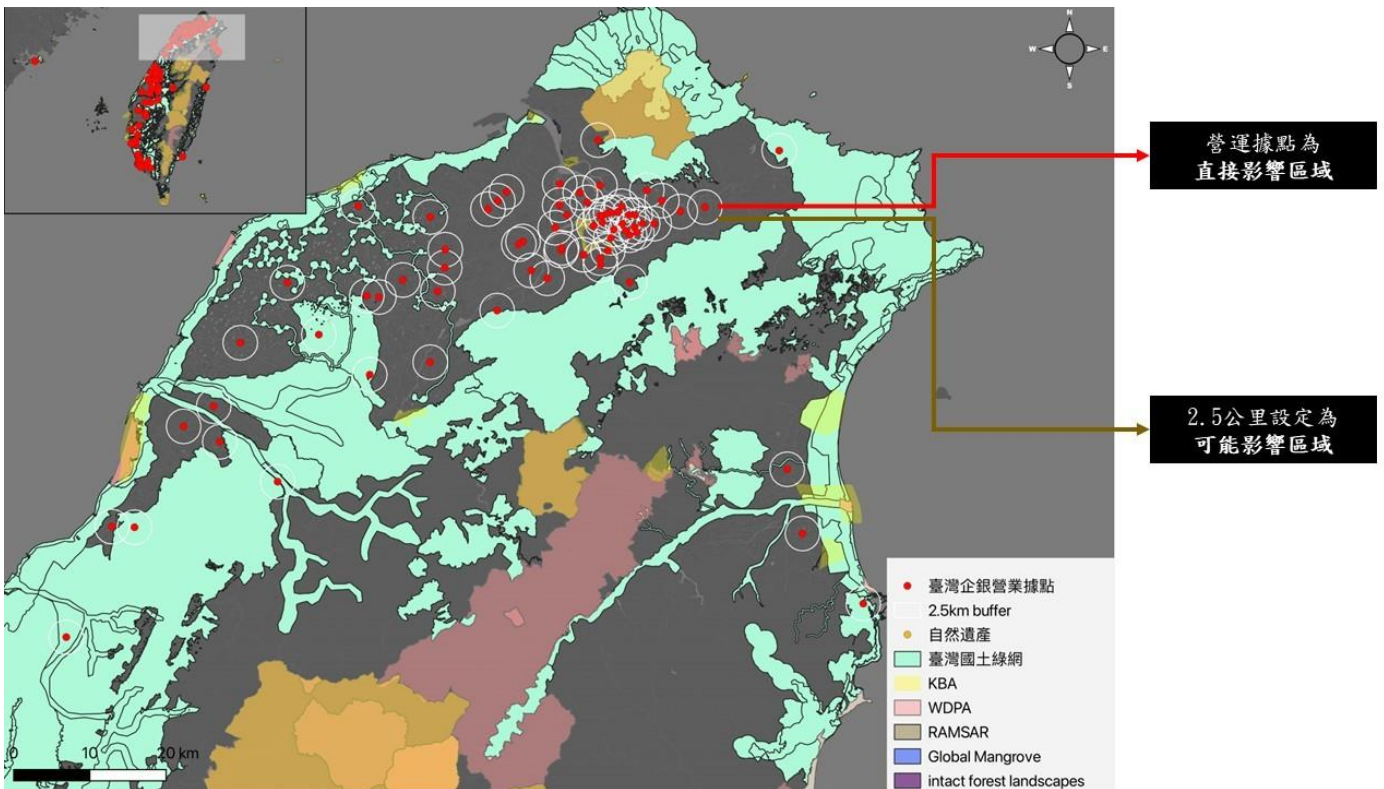 N
W
E
S
營運據點為
直接影響區域
2.5公里設定為
可能影響區域
臺灣企銀營業據點
2.5km buffer
自然遺產
臺灣國土綠網
KBA
WDPA
RAMSAR
Global Mangrove
intact forest landscapes
0 10 20 km